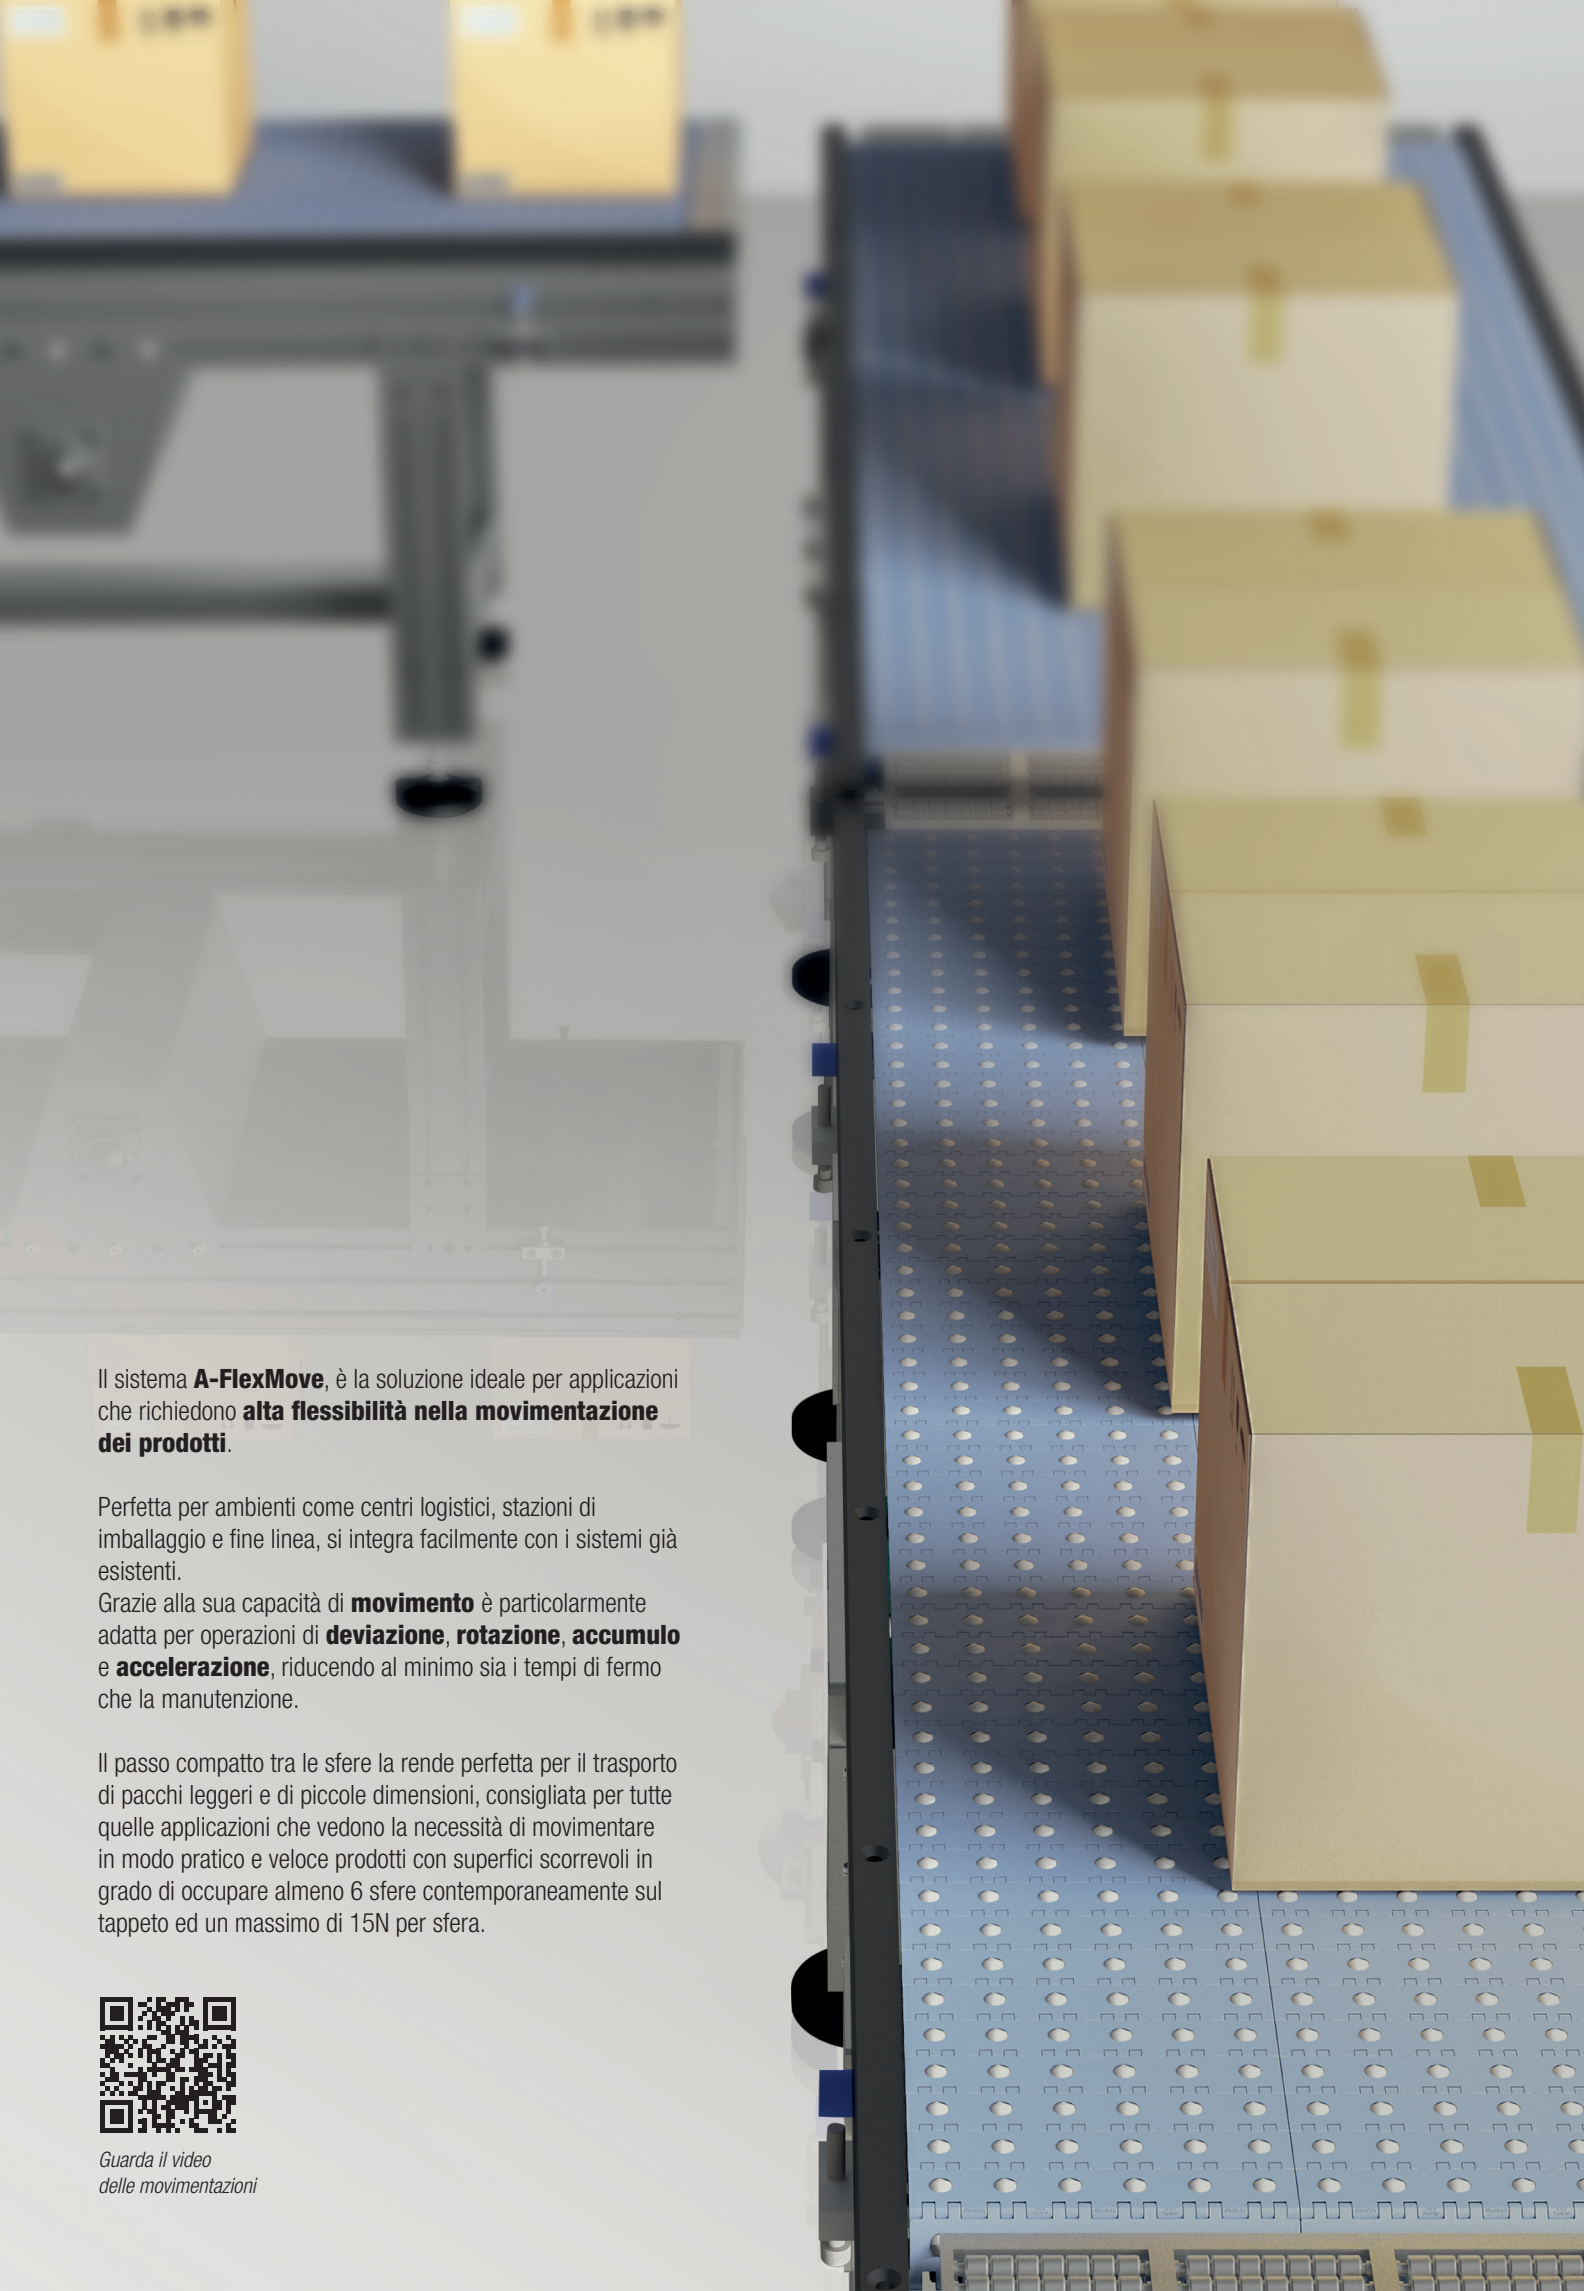 Il sistema A-FlexMove, è la soluzione ideale per applicazioni
che richiedono alta flessibilità nella movimentazione
dei prodotti.
Perfetta per ambienti come centri logistici, stazioni di
imballaggio e fine linea, si integra facilmente con i sistemi già
esistenti.
Grazie alla sua capacità di movimento è particolarmente
adatta per operazioni di deviazione, rotazione, accumulo
e accelerazione, riducendo al minimo sia i tempi di fermo
che la manutenzione.
Il passo compatto tra le sfere la rende perfetta per il trasporto
di pacchi leggeri e di piccole dimensioni, consigliata per tutte
quelle applicazioni che vedono la necessità di movimentare
in modo pratico e veloce prodotti con superfici scorrevoli in
grado di occupare almeno 6 sfere contemporaneamente sul
tappeto ed un massimo di 15N per sfera.
Guarda il video
delle movimentazioni